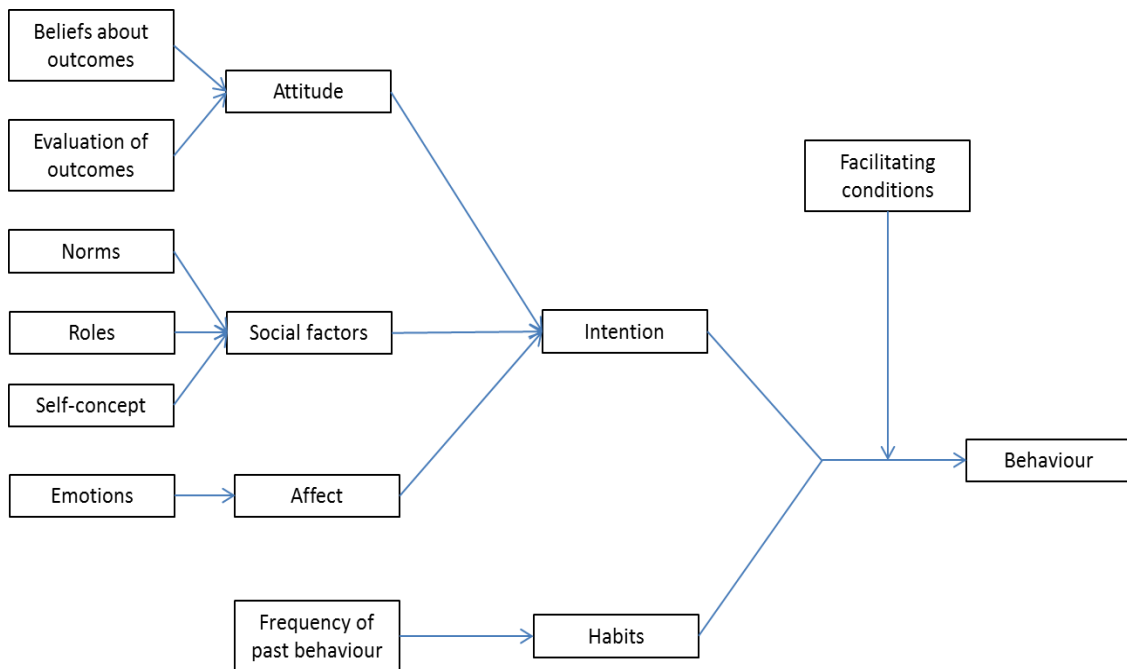 Beliefs about
outcomes
Attitude
Evaluation of
outcomes
Facilitating
conditions
Norms
Roles
Social factors
Intention
Self-concept
Behaviour
Emotions
Affect
Frequency of
past behaviour
Habits